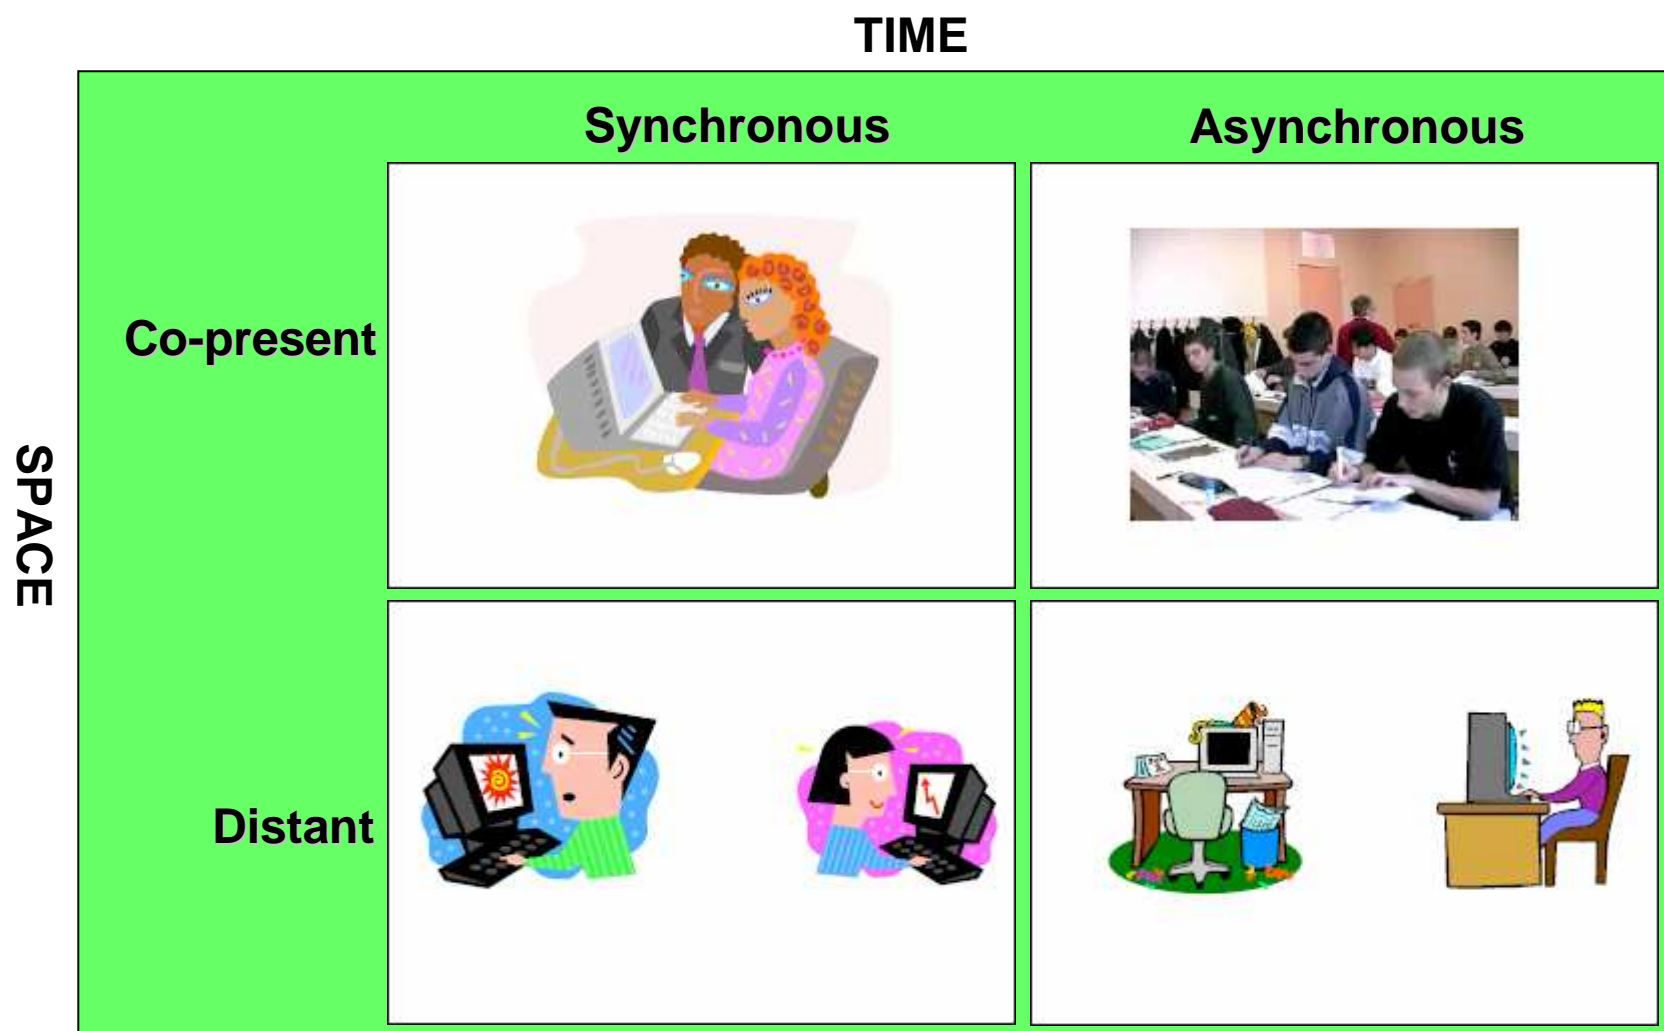 TIME
Synchronous
Asynchronous
Co-present
SPACE
Distant